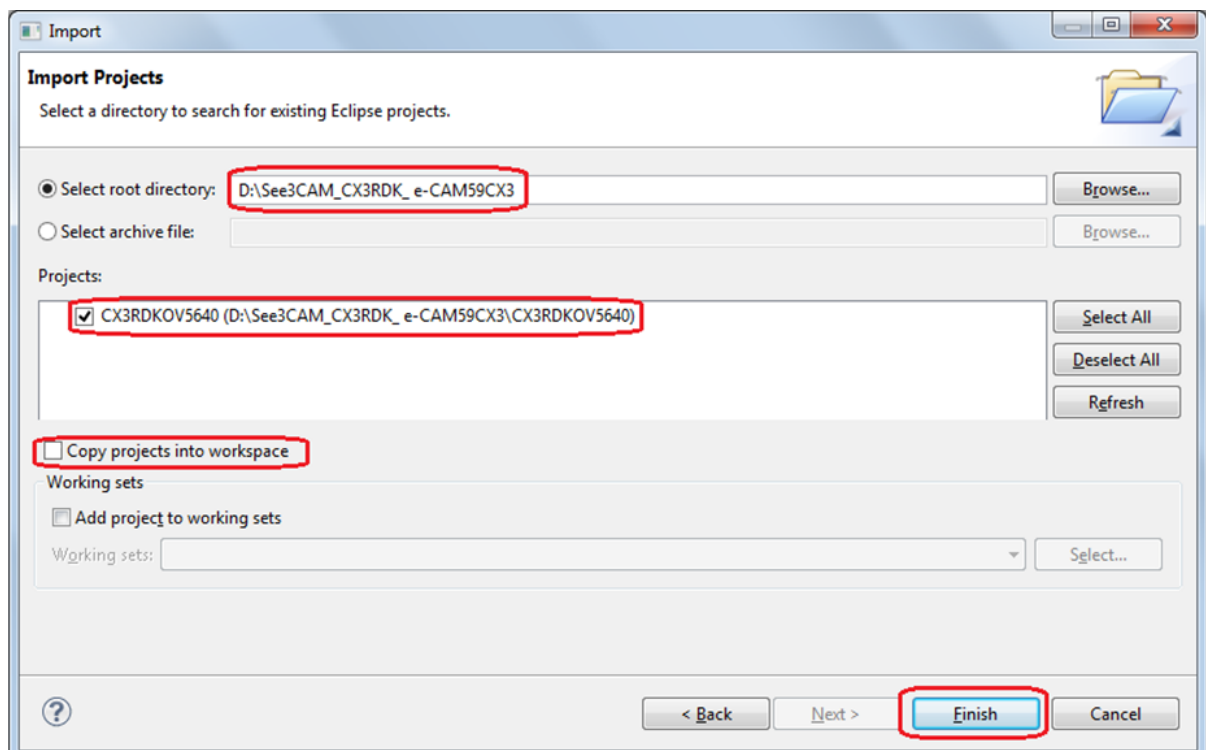 Import
Import Projects
Select a directory to search for existing Eclipse projects.
Select root directory: D:\See3CAM_CX3RDK_ e-CAM59CX3 Browse...
Select archive file: Browse...
Projects:
CX3RDKOV5640 (D:\See3CAM_CX3RDK_ e-CAM59CX3\CX3RDKOV5640)
Select All
Deselect All
Refresh
Copy projects into workspace
Working sets
Add project to working sets
Working sets: Select...
? < Back Next > Finish Cancel